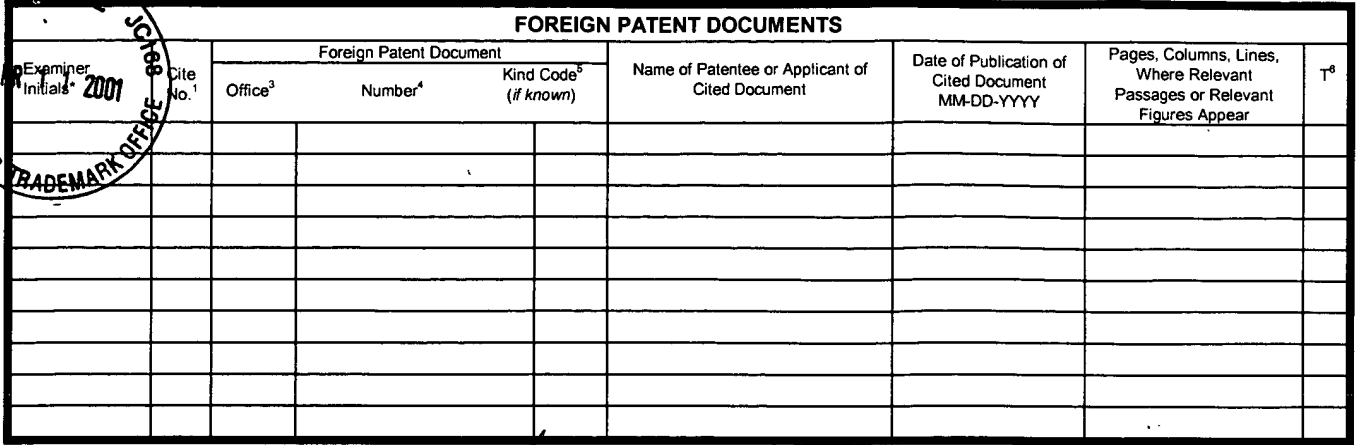 FOREIGN PATENT DOCUMENTS
Examiner Initials*
Cite No.¹
Foreign Patent Document
Office³
Number⁴
Kind Code⁵ (if known)
Name of Patentee or Applicant of Cited Document
Date of Publication of Cited Document MM-DD-YYYY
Pages, Columns, Lines, Where Relevant Passages or Relevant Figures Appear
T⁶
JC168
2001
TRADEMARK OFFICE